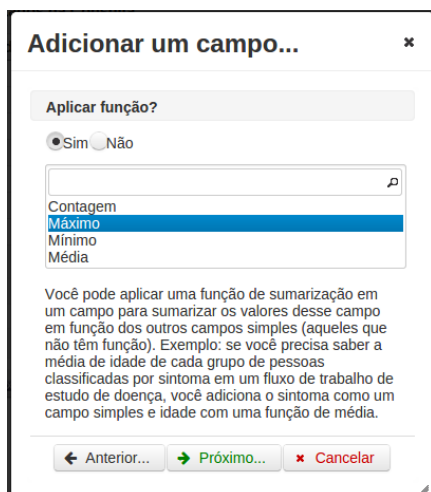 Adicionar um campo...
Aplicar função?
Sim Não
Contagem
Máximo
Mínimo
Média
Você pode aplicar uma função de sumarização em
um campo para sumarizar os valores desse campo
em função dos outros campos simples (aqueles que
não têm função). Exemplo: se você precisa saber a
média de idade de cada grupo de pessoas
classificadas por sintoma em um fluxo de trabalho de
estudo de doença, você adiciona o sintoma como um
campo simples e idade com uma função de média.
Anterior... Próximo... Cancelar